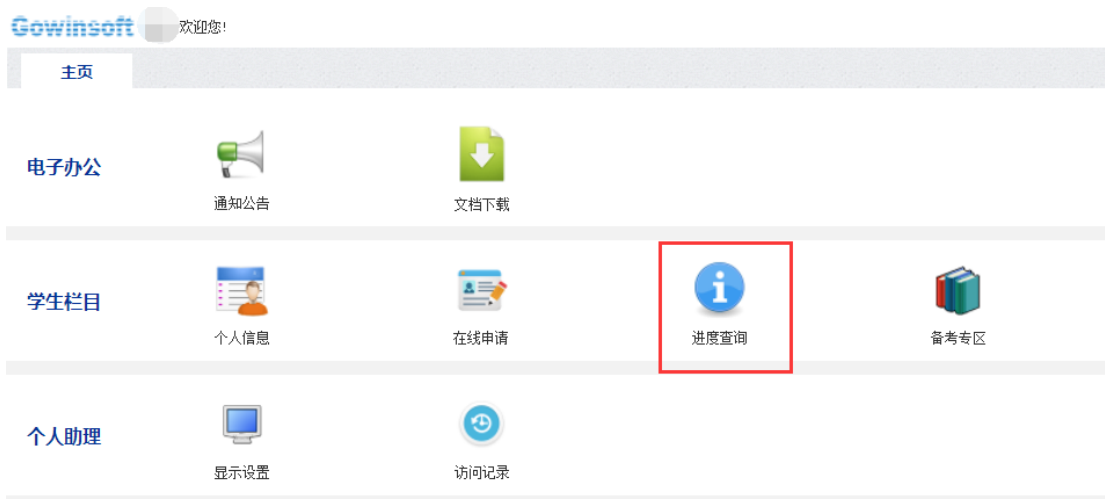 Gowinsoft 欢迎您!
主页
电子办公
通知公告
文档下载
学生栏目
个人信息
在线申请
进度查询
备考专区
个人助理
显示设置
访问记录